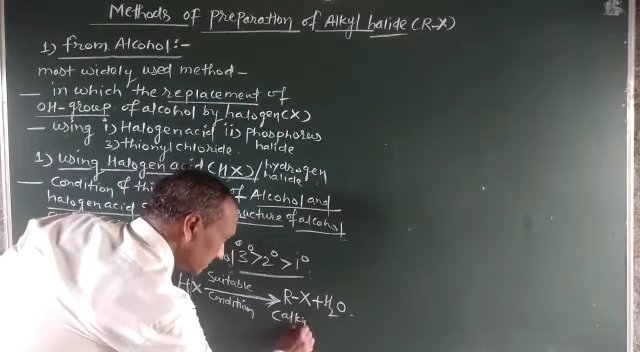 Methods of preparation of Alkyl halide (R-X)
1) from Alcohol :-
most widely used method -
— in which the replacement of
OH-group of alcohol by halogen (X)
— using i) Halogen acid ii) phosphorus halide
3) thionyl chloride.
1) using Halogen acid (HX) / hydrogen halide
— Condition of of Alcohol and
halogen acid structure of alcohol
3° > 2° > 1°
HX Suitable Condition R-X + H2O.
(alky